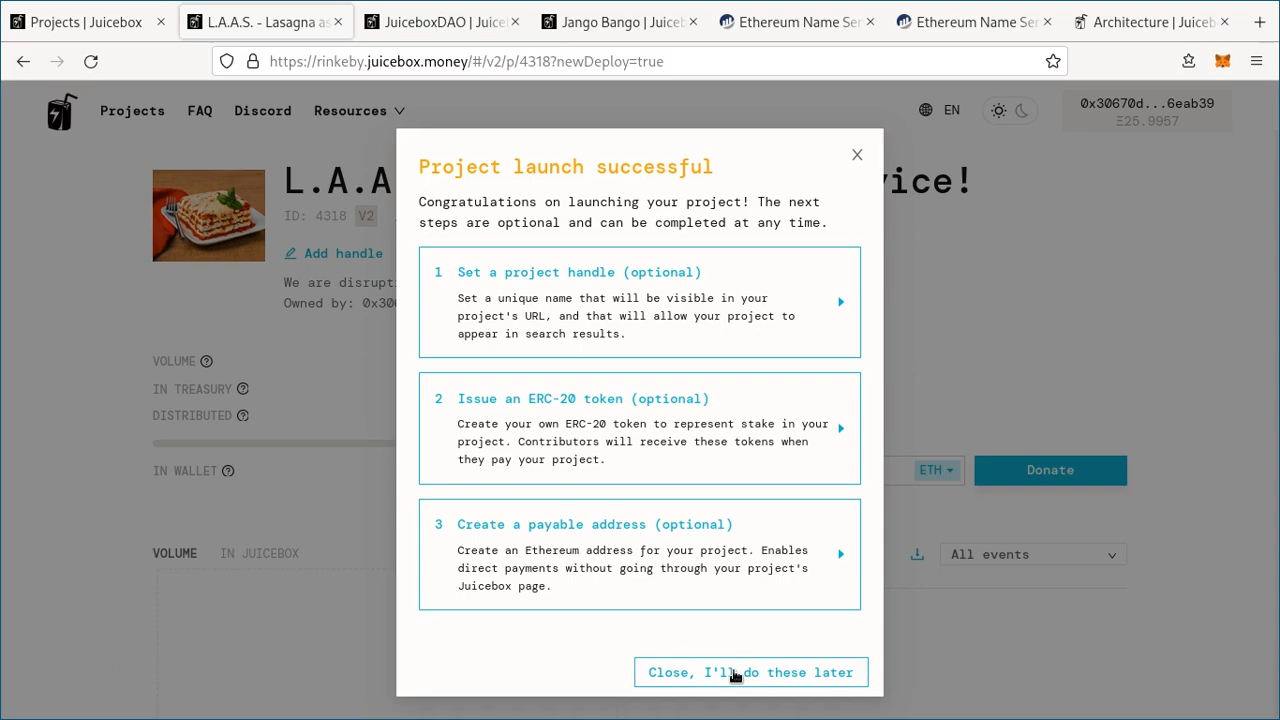 Projects | Juicebox
L.A.A.S. - Lasagna as
JuiceboxDAO | Juice
Jango Bango | Juiceb
Ethereum Name Ser
Ethereum Name Ser
Architecture | Juiceb
https://rinkeby.juicebox.money/#/v2/p/4318?newDeploy=true
Projects
FAQ
Discord
Resources
EN
0x30670d...6eab39
Ξ25.9957
L.A.A
vice!
ID: 4318 V2
Add handle
We are disrupt
Owned by: 0x306
VOLUME
IN TREASURY
DISTRIBUTED
IN WALLET
ETH
Donate
VOLUME
IN JUICEBOX
All events
Project launch successful
Congratulations on launching your project! The next
steps are optional and can be completed at any time.
1 Set a project handle (optional)
Set a unique name that will be visible in your
project's URL, and that will allow your project to
appear in search results.
2 Issue an ERC-20 token (optional)
Create your own ERC-20 token to represent stake in your
project. Contributors will receive these tokens when
they pay your project.
3 Create a payable address (optional)
Create an Ethereum address for your project. Enables
direct payments without going through your project's
Juicebox page.
Close, I'll do these later